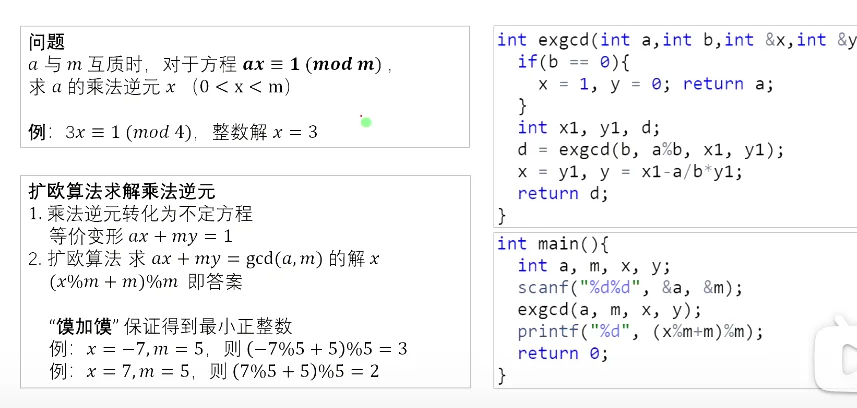 问题
a 与 m 互质时，对于方程 ax ≡ 1 (mod m)，
求 a 的乘法逆元 x （0 < x < m）
例：3x ≡ 1 (mod 4)，整数解 x = 3
扩欧算法求解乘法逆元
1. 乘法逆元转化为不定方程
等价变形 ax + my = 1
2. 扩欧算法 求 ax + my = gcd(a, m) 的解 x
(x%m + m)%m 即答案
“馍加馍” 保证得到最小正整数
例：x = −7, m = 5，则 (−7%5 + 5)%5 = 3
例：x = 7, m = 5，则 (7%5 + 5)%5 = 2
int exgcd(int a,int b,int &x,int &y
if(b == 0){
x = 1, y = 0; return a;
}
int x1, y1, d;
d = exgcd(b, a%b, x1, y1);
x = y1, y = x1-a/b*y1;
return d;
}
int main(){
int a, m, x, y;
scanf("%d%d", &a, &m);
exgcd(a, m, x, y);
printf("%d", (x%m+m)%m);
return 0;
}